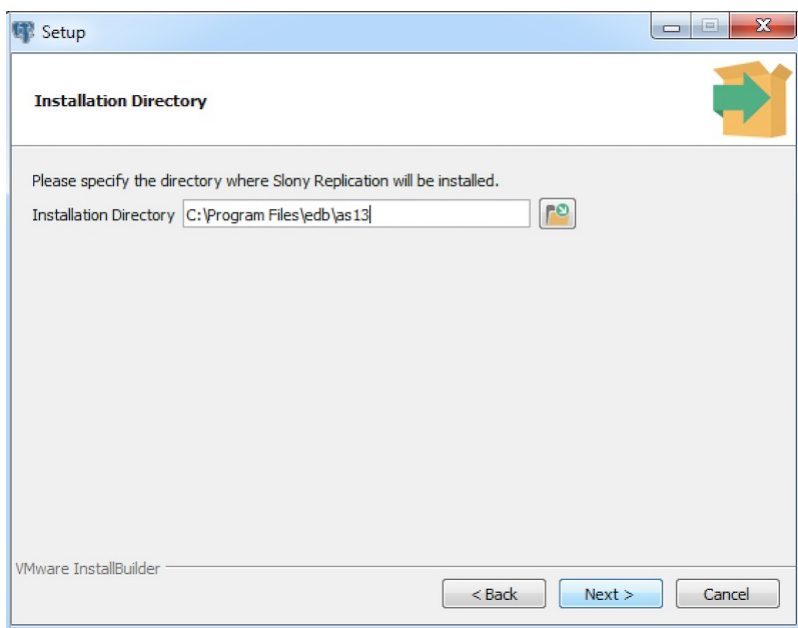 Setup
Installation Directory
Please specify the directory where Slony Replication will be installed.
Installation Directory C:\Program Files\edb\as13
VMware InstallBuilder
< Back Next > Cancel